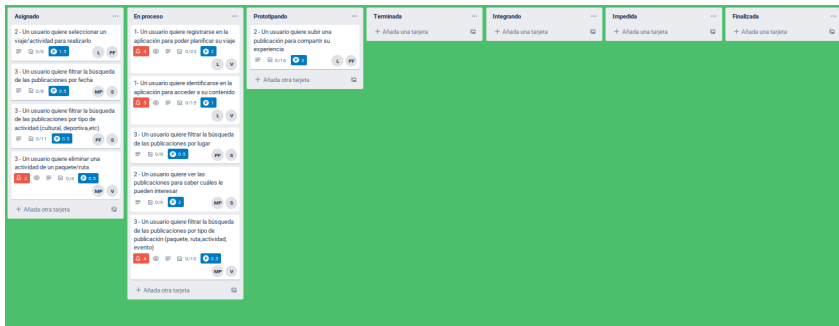 Asignado
2 - Un usuario quiere seleccionar un
viaje/actividad para realizarlo
0/8 1.5
L PF
3 - Un usuario quiere filtrar la búsqueda
de las publicaciones por fecha
0/8 0.5
MP S
3 - Un usuario quiere filtrar la búsqueda
de las publicaciones por tipo de
actividad (cultural, deportiva,etc)
0/11 0.5
PF S
3 - Un usuario quiere eliminar una
actividad de un paquete/ruta
2 0/6 0.5
MP V
+ Añada otra tarjeta
En proceso
1- Un usuario quiere registrarse en la
aplicación para poder planificar su viaje
4 0/23 2
L V
1- Un usuario quiere identificarse en la
aplicación para acceder a su contenido
5 0/15 1
L V
3 - Un usuario quiere filtrar la búsqueda
de las publicaciones por lugar
0/8 0.5
PF S
2 - Un usuario quiere ver las
publicaciones para saber cuáles le
pueden interesar
0/6 2
MP S
3 - Un usuario quiere filtrar la búsqueda
de las publicaciones por tipo de
publicación (paquete, ruta,actividad,
evento)
4 0/10 0.5
MP V
+ Añada otra tarjeta
Prototipando
2 - Un usuario quiere subir una
publicación para compartir su
experiencia
0/16
L PF
+ Añada otra tarjeta
Terminada
+ Añada una tarjeta
Integrando
+ Añada una tarjeta
Impedida
+ Añada una tarjeta
Finalizada
+ Añada una tarjeta